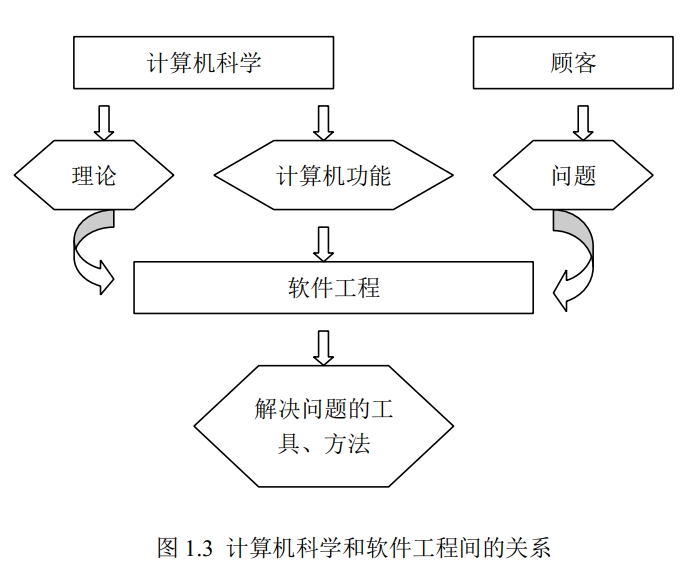 计算机科学
顾客
理论
计算机功能
问题
软件工程
解决问题的工
具、方法
图 1.3 计算机科学和软件工程间的关系